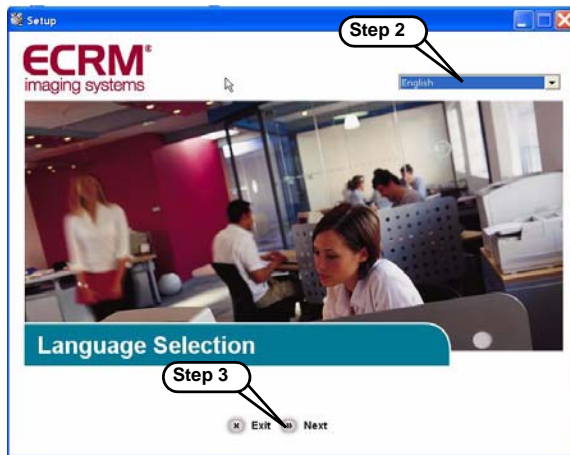 Setup
Step 2
ECRM®
imaging systems
English
Language Selection
Step 3
Exit
Next